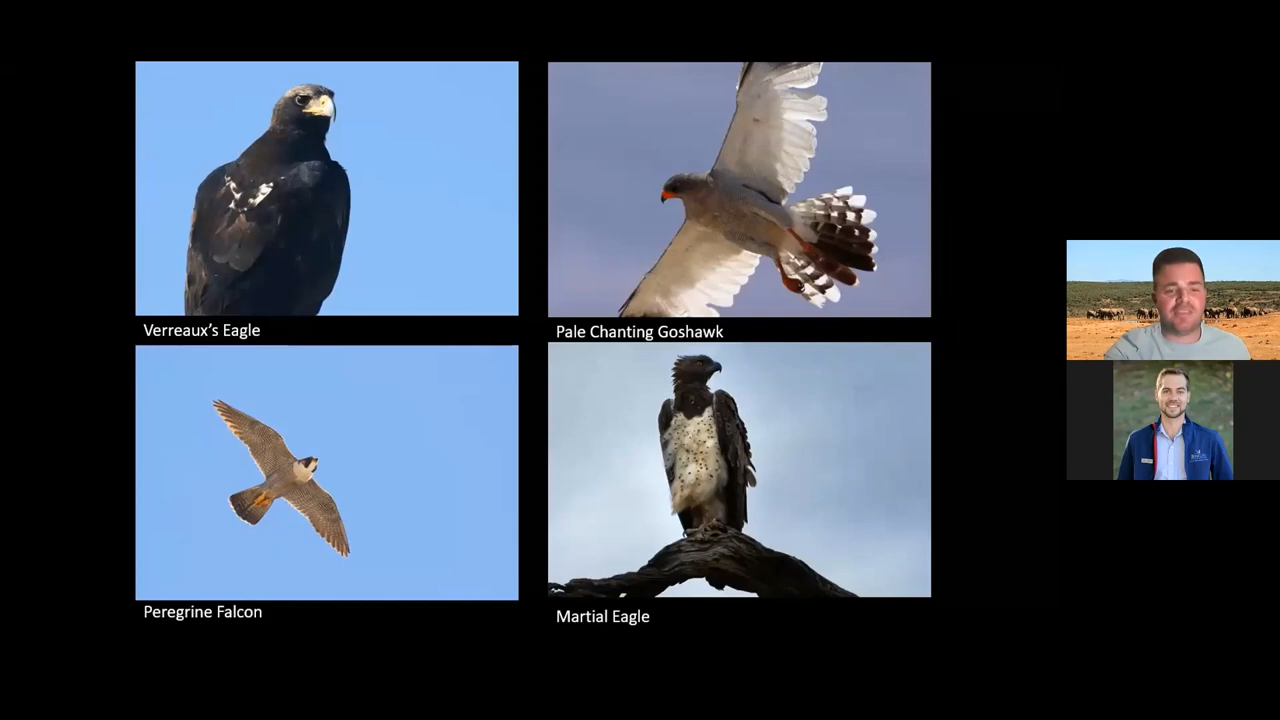 Verreaux's Eagle
Pale Chanting Goshawk
Peregrine Falcon
Martial Eagle